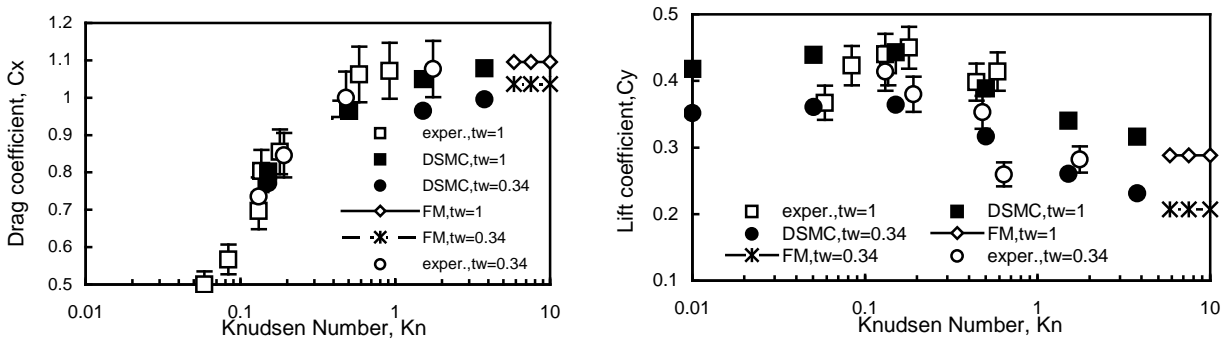 Drag coefficient, Cx
1.2
1.1
1
0.9
0.8
0.7
0.6
0.5
exper.,tw=1
DSMC,tw=1
DSMC,tw=0.34
FM,tw=1
FM,tw=0.34
exper.,tw=0.34
0.01
0.1
1
10
Knudsen Number, Kn
Lift coefficient,Cy
0.5
0.4
0.3
0.2
0.1
exper.,tw=1
DSMC,tw=1
DSMC,tw=0.34
FM,tw=1
FM,tw=0.34
exper.,tw=0.34
0.01
0.1
1
10
Knudsen Number, Kn